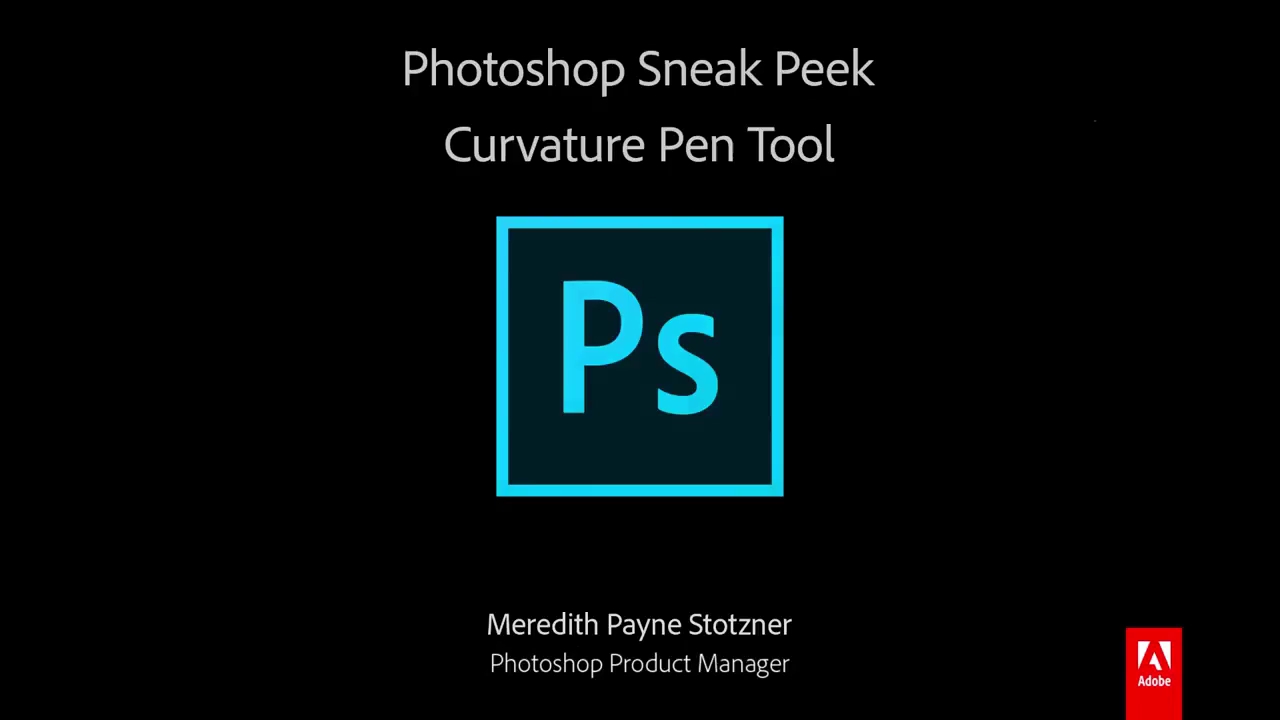 Photoshop Sneak Peek
Curvature Pen Tool
Ps
Meredith Payne Stotzner
Photoshop Product Manager
Adobe